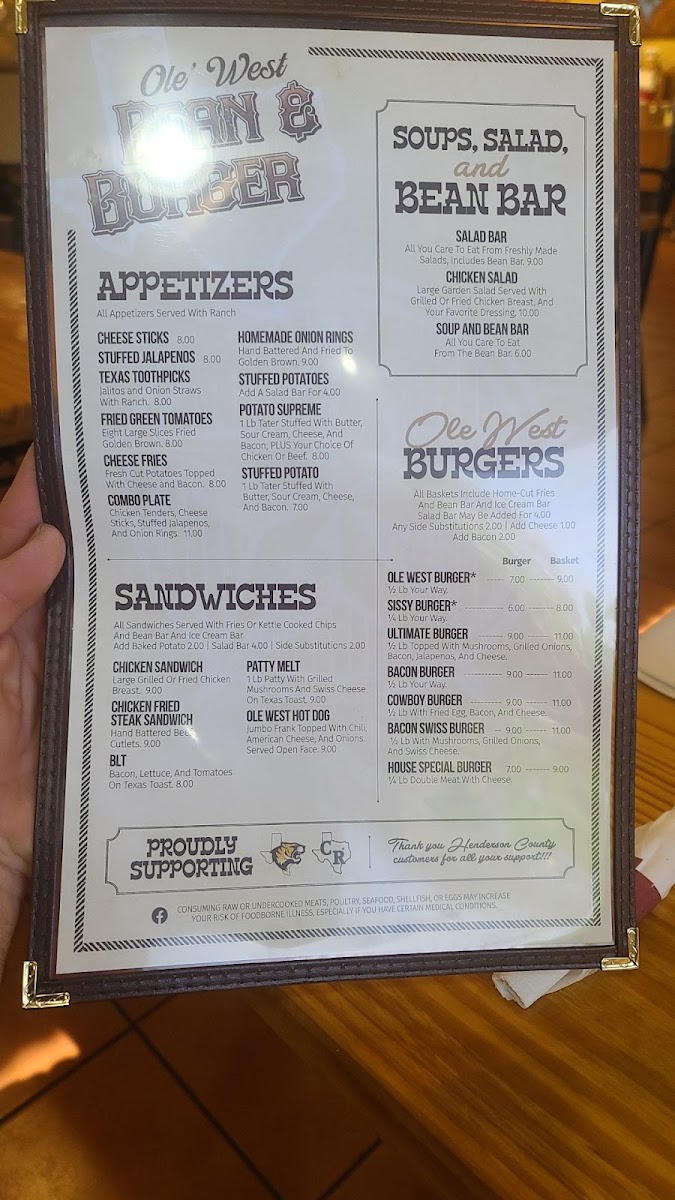 Ole' West
BEAN &
BURGER
APPETIZERS
All Appetizers Served With Ranch
CHEESE STICKS 8.00
STUFFED JALAPENOS 8.00
TEXAS TOOTHPICKS
Jalitos and Onion Straws
With Ranch. 8.00
FRIED GREEN TOMATOES
Eight Large Slices Fried
Golden Brown. 8.00
CHEESE FRIES
Fresh Cut Potatoes Topped
With Cheese and Bacon. 8.00
COMBO PLATE
Chicken Tenders, Cheese
Sticks, Stuffed Jalapenos,
And Onion Rings. 11.00
HOMEMADE ONION RINGS
Hand Battered And Fried To
Golden Brown. 9.00
STUFFED POTATOES
Add A Salad Bar For 4.00
POTATO SUPREME
1 Lb Tater Stuffed With Butter,
Sour Cream, Cheese, And
Bacon, PLUS Your Choice Of
Chicken Or Beef. 8.00
STUFFED POTATO
1 Lb Tater Stuffed With
Butter, Sour Cream, Cheese,
And Bacon. 7.00
SOUPS, SALAD,
and
BEAN BAR
SALAD BAR
All You Care To Eat From Freshly Made
Salads, Includes Bean Bar. 9.00
CHICKEN SALAD
Large Garden Salad Served With
Grilled Or Fried Chicken Breast, And
Your Favorite Dressing. 10.00
SOUP AND BEAN BAR
All You Care To Eat
From The Bean Bar. 6.00
SANDWICHES
All Sandwiches Served With Fries Or Kettle Cooked Chips
And Bean Bar And Ice Cream Bar
Add Baked Potato 2.00 | Salad Bar 4.00 | Side Substitutions 2.00
CHICKEN SANDWICH
Large Grilled Or Fried Chicken
Breast. 9.00
CHICKEN FRIED
STEAK SANDWICH
Hand Battered Beef
Cutlets. 9.00
BLT
Bacon, Lettuce, And Tomatoes
On Texas Toast. 8.00
PATTY MELT
1 Lb Patty With Grilled
Mushrooms And Swiss Cheese
On Texas Toast. 9.00
OLE WEST HOT DOG
Jumbo Frank Topped With Chili,
American Cheese, And Onions.
Served Open Face. 9.00
Ole West
BURGERS
All Baskets Include Home-Cut Fries
And Bean Bar And Ice Cream Bar
Salad Bar May Be Added For 4.00
Any Side Substitutions 2.00 | Add Cheese 1.00
Add Bacon 2.00
Burger Basket
OLE WEST BURGER* ----- 7.00 ------- 9.00
½ Lb Your Way.
SISSY BURGER* --------- 6.00 ------- 8.00
¼ Lb Your Way.
ULTIMATE BURGER ------- 9.00 ----- 11.00
½ Lb Topped With Mushrooms, Grilled Onions,
Bacon, Jalapenos, And Cheese.
BACON BURGER --------- 9.00 ----- 11.00
½ Lb Your Way.
COWBOY BURGER ------- 9.00 ----- 11.00
½ Lb With Fried Egg, Bacon, And Cheese.
BACON SWISS BURGER -- 9.00 ----- 11.00
½ Lb With Mushrooms, Grilled Onions,
And Swiss Cheese.
HOUSE SPECIAL BURGER 7.00 ------- 9.00
¼ Lb Double Meat With Cheese.
PROUDLY
SUPPORTING
CR
Thank you Henderson County
customers for all your support!!!
CONSUMING RAW OR UNDERCOOKED MEATS, POULTRY, SEAFOOD, SHELLFISH, OR EGGS MAY INCREASE
YOUR RISK OF FOODBORNE ILLNESS, ESPECIALLY IF YOU HAVE CERTAIN MEDICAL CONDITIONS.